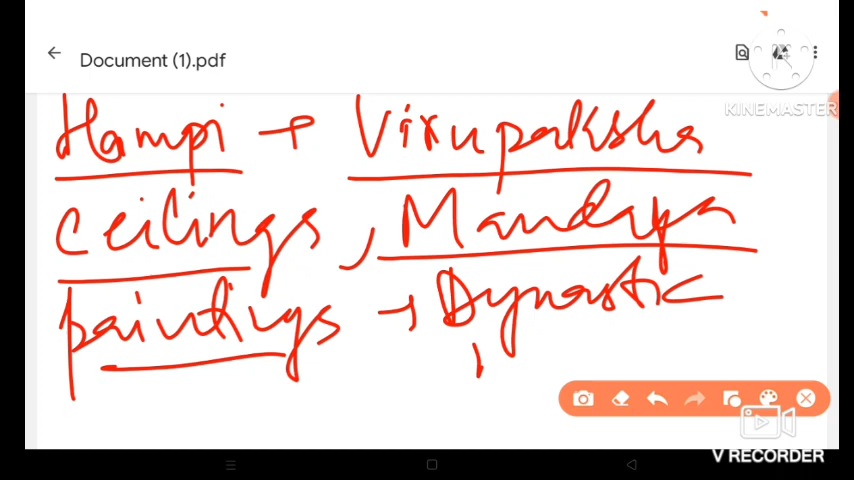 Document (1).pdf
KINEMASTER
Hampi + Virupaksha
ceilings, Mandapa
paintings → Dynastic
V RECORDER